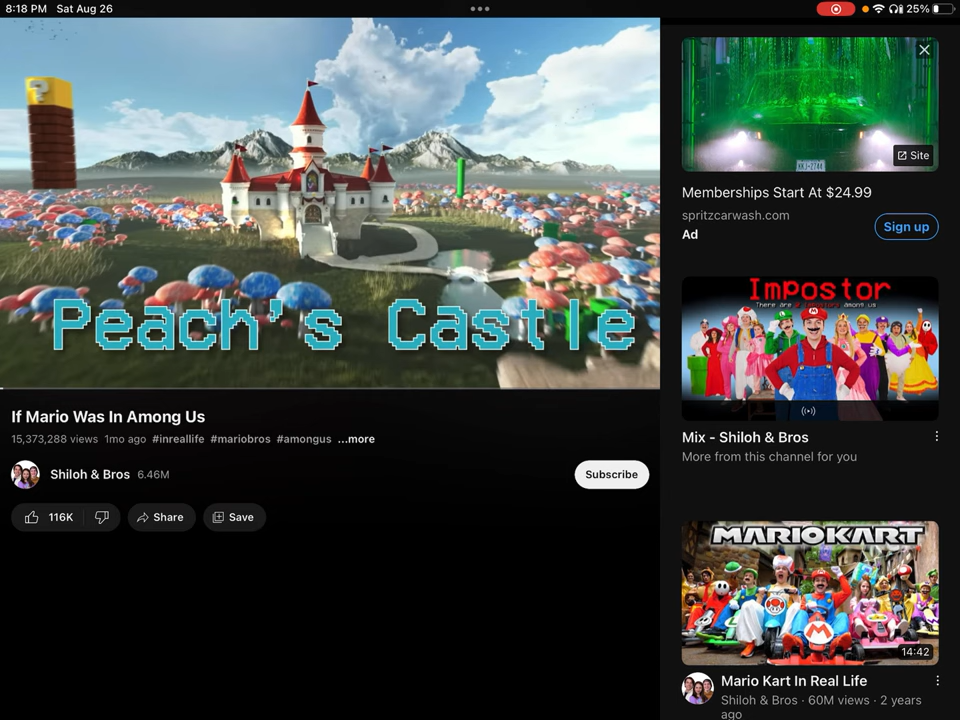 8:18 PM Sat Aug 26
25%
?
Peach's Castle
If Mario Was In Among Us
15,373,288 views 1mo ago #inreallife #mariobros #amongus ...more
Shiloh & Bros 6.46M
Subscribe
116K
Share
Save
Site
Memberships Start At $24.99
spritzcarwash.com
Ad
Sign up
Impostor
among us
Mix - Shiloh & Bros
More from this channel for you
MARIOKART
M
14:42
Mario Kart In Real Life
Shiloh & Bros · 60M views · 2 years
ago